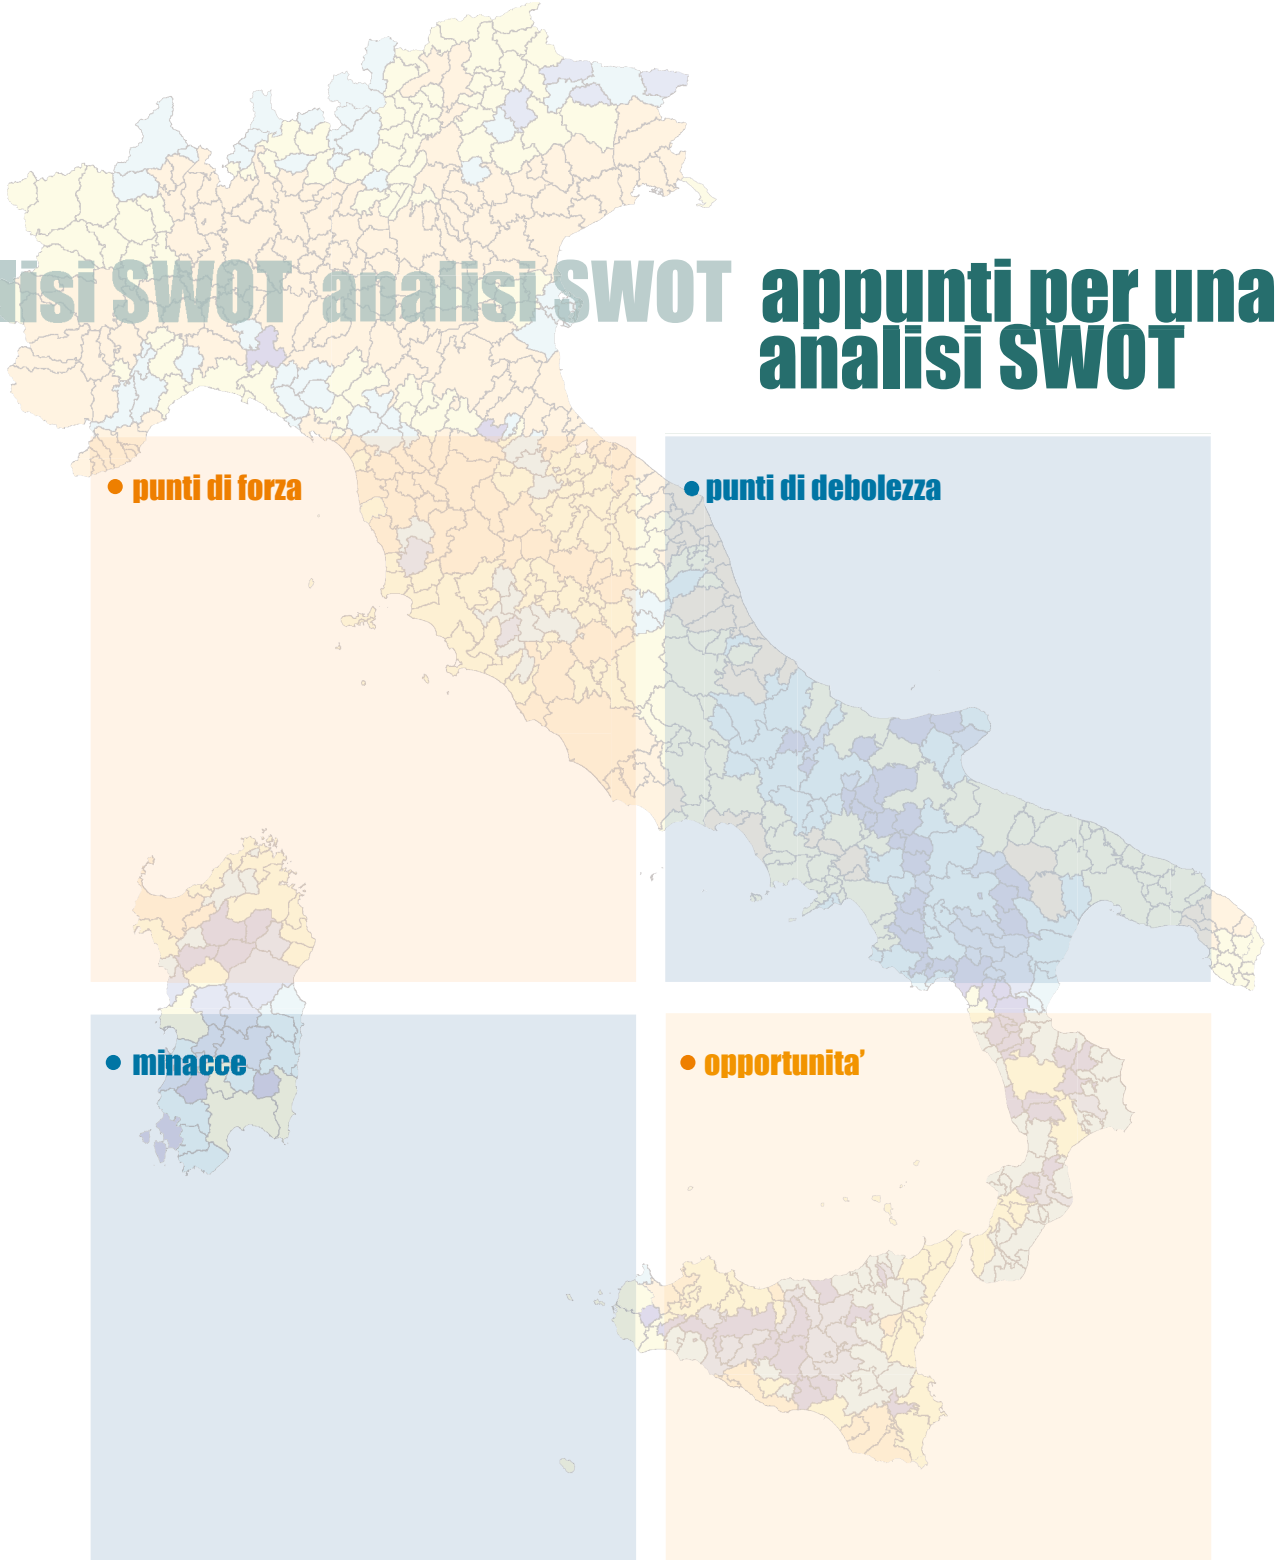 lisi SWOT analisi SWOT
appunti per una
analisi SWOT
punti di forza
punti di debolezza
minacce
opportunita’